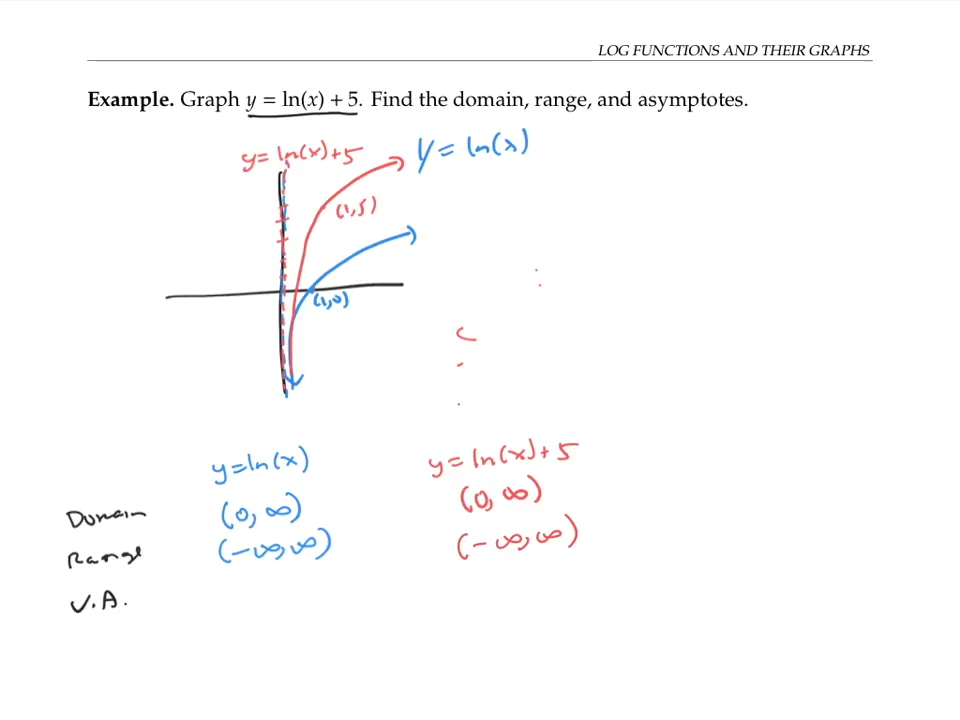 LOG FUNCTIONS AND THEIR GRAPHS
Example. Graph y = ln(x) + 5. Find the domain, range, and asymptotes.
y = ln(x)+5
y = ln(x)
(1,5)
(1,0)
y=ln(x)
y= ln(x)+5
Domain (0, ∞) (0, ∞)
Range (-∞,∞) (-∞,∞)
V.A.